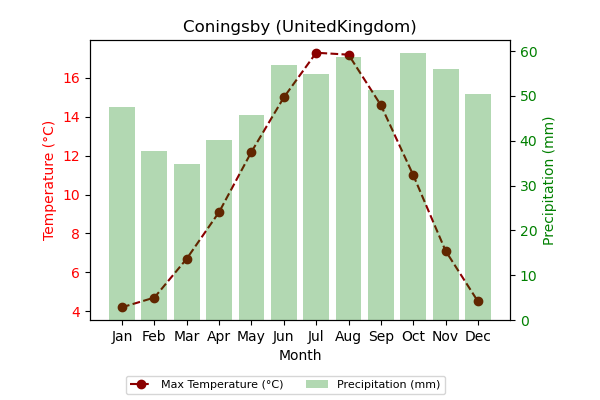 Coningsby (UnitedKingdom)
Temperature (°C)
16
14
12
10
8
6
4
60
50
40
30
20
10
0
Precipitation (mm)
Jan Feb Mar Apr May Jun Jul Aug Sep Oct Nov Dec
Month
Max Temperature (°C) Precipitation (mm)